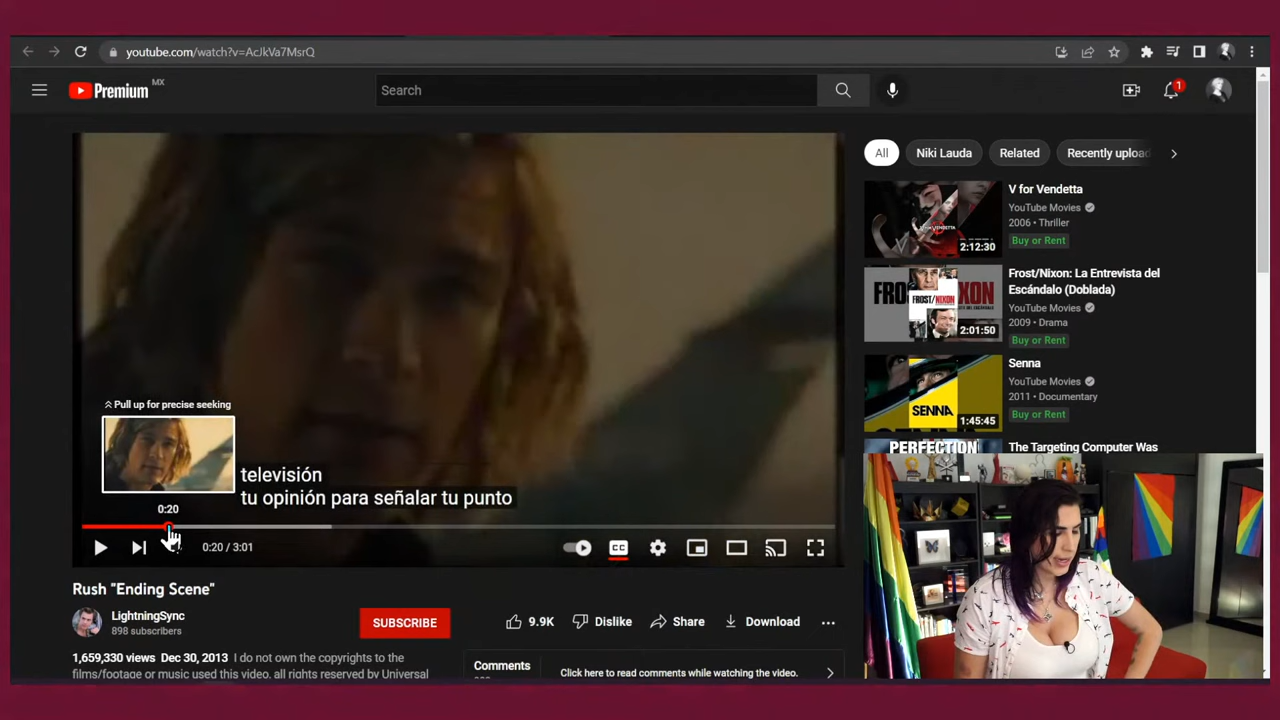 youtube.com/watch?v=AcJkVa7MsrQ
Premium MX
Search
1
All
Niki Lauda
Related
Recently upload
V for Vendetta
YouTube Movies
2006 • Thriller
Buy or Rent
2:12:30
Frost/Nixon: La Entrevista del
Escándalo (Doblada)
YouTube Movies
2009 • Drama
Buy or Rent
FROST/NIXON
2:01:50
Senna
YouTube Movies
2011 • Documentary
Buy or Rent
SENNA
1:45:45
PERFECTION
The Targeting Computer Was
Pull up for precise seeking
televisión
tu opinión para señalar tu punto
0:20
0:20 / 3:01
CC
Rush "Ending Scene"
LightningSync
898 subscribers
SUBSCRIBE
9.9K
Dislike
Share
Download
1,659,330 views Dec 30, 2013 I do not own the copyrights to the
films/footage or music used this video. all rights reserved by Universal
Comments
Click here to read comments while watching the video.